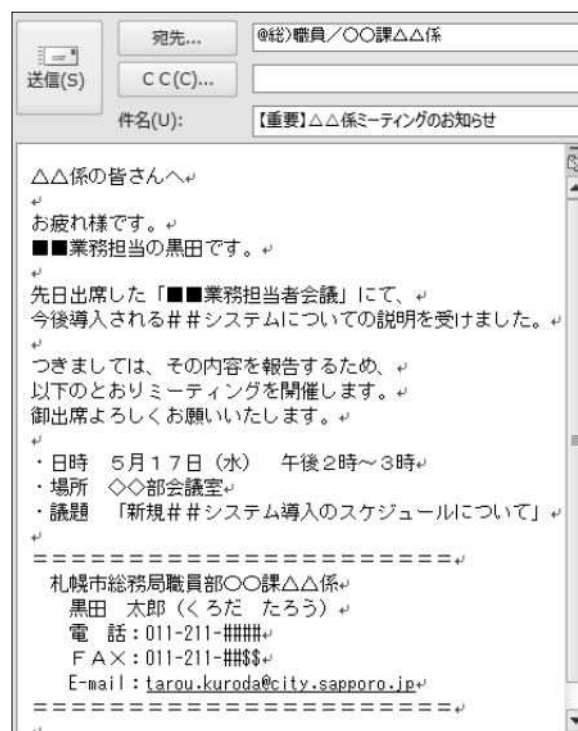 宛先...
@総)職員/〇〇課△△係
送信(S)
C C(C)...
件名(U):
【重要】△△係ミーティングのお知らせ
△△係の皆さんへ↵
↵
お疲れ様です。↵
■■業務担当の黒田です。↵
↵
先日出席した「■■業務担当者会議」にて、↵
今後導入される##システムについての説明を受けました。↵
↵
つきましては、その内容を報告するため、↵
以下のとおりミーティングを開催します。↵
御出席よろしくお願いいたします。↵
↵
・日時 5月17日(水) 午後2時~3時↵
・場所 ◇◇部会議室↵
・議題 「新規##システム導入のスケジュールについて」↵
↵
=======================↵
札幌市総務局職員部〇〇課△△係↵
黒田 太郎(くろだ たろう)↵
電 話:011-211-####↵
FAX:011-211-##$$↵
E-mail:tarou.kuroda@city.sapporo.jp↵
=======================↵
↵